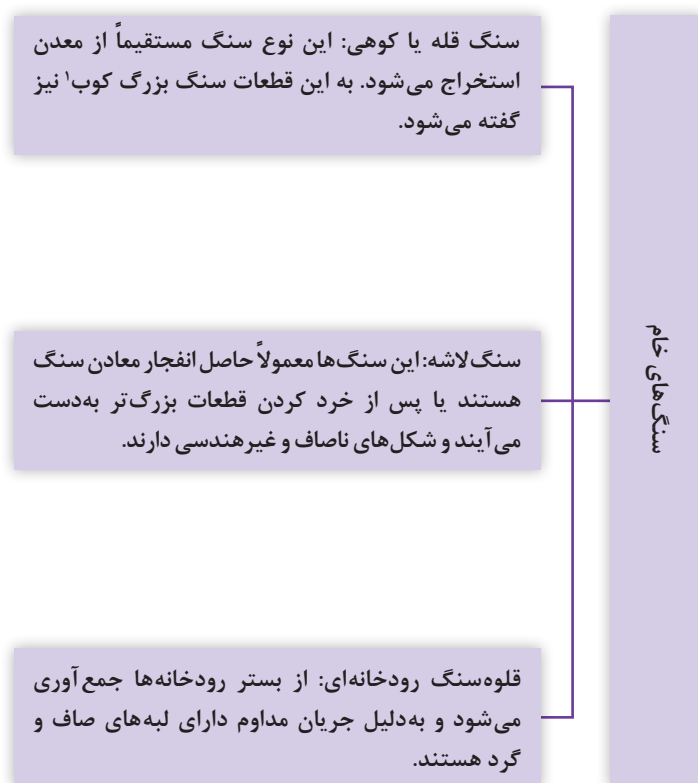 سنگ‌های خام
سنگ قله یا کوهی: این نوع سنگ مستقیماً از معدن
استخراج می‌شود. به این قطعات سنگ بزرگ کوب۱ نیز
گفته می‌شود.
سنگ‌لاشه: این سنگ‌ها معمولاً حاصل انفجار معادن سنگ
هستند یا پس از خرد کردن قطعات بزرگ‌تر به‌دست
می‌آیند و شکل‌های ناصاف و غیرهندسی دارند.
قلوه‌سنگ رودخانه‌ای: از بستر رودخانه‌ها جمع‌آوری
می‌شود و به‌دلیل جریان مداوم دارای لبه‌های صاف و
گرد هستند.